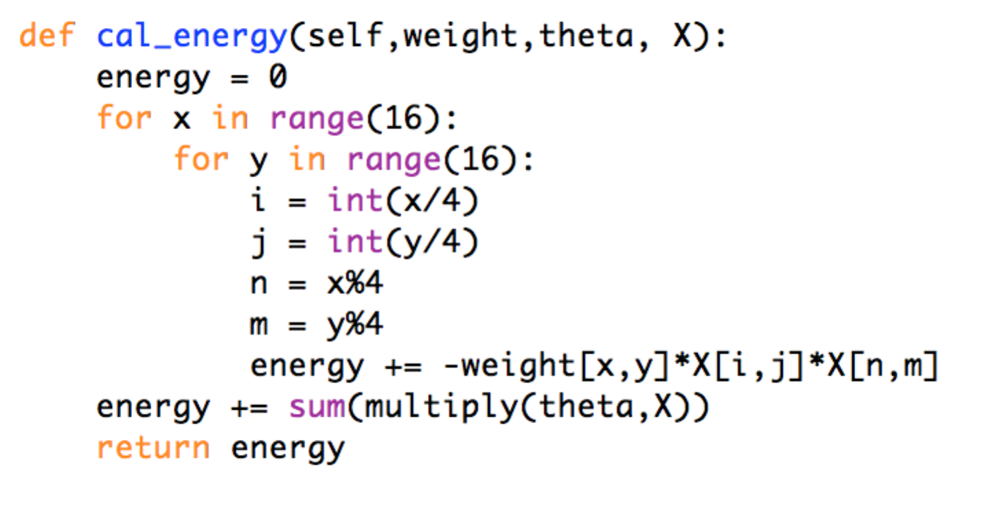 def cal_energy(self,weight,theta, X):
    energy = 0
    for x in range(16):
        for y in range(16):
            i = int(x/4)
            j = int(y/4)
            n = x%4
            m = y%4
            energy += -weight[x,y]*X[i,j]*X[n,m]
    energy += sum(multiply(theta,X))
    return energy